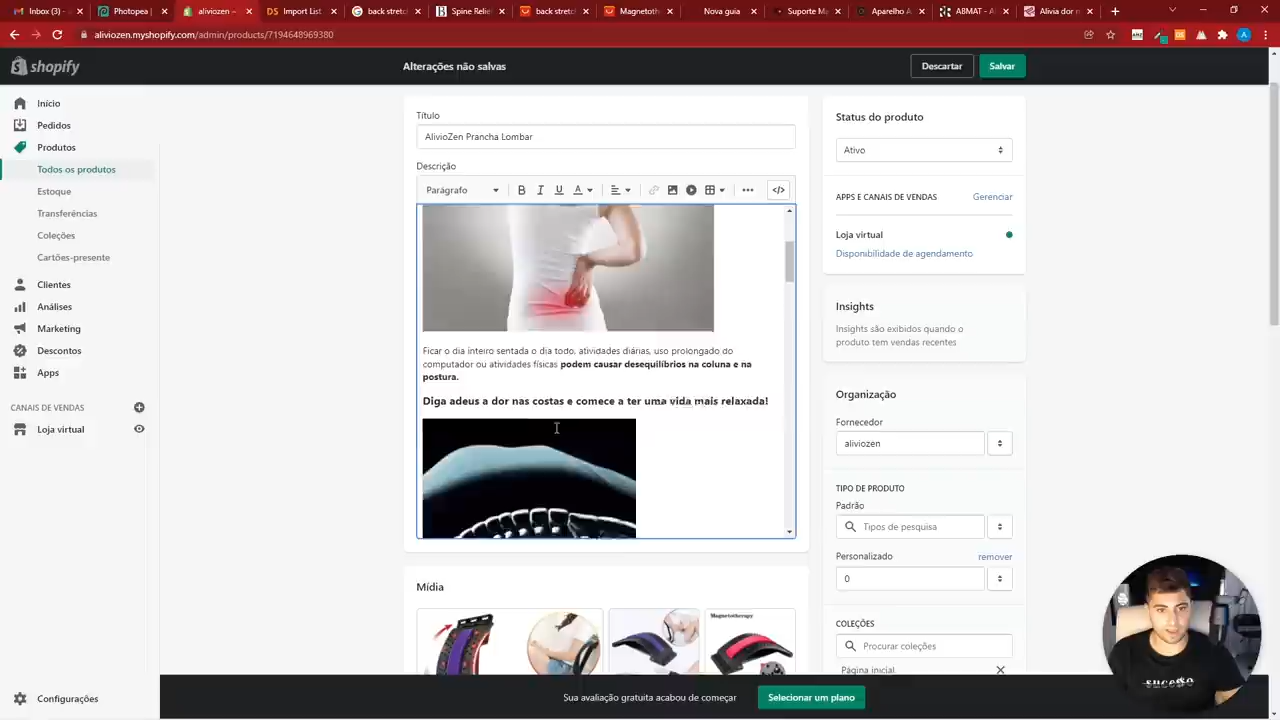 Inbox (3) -
Photopea
aliviozen
Import List
back stretc
Spine Relie
back stretc
Magnetoth
Nova guia
Suporte Ma
Aparelho A
ABMAT - A
Alivia dor n
aliviozen.myshopify.com/admin/products/7194648969380
shopify
Alterações não salvas
Descartar
Salvar
Início
Pedidos
Produtos
Todos os produtos
Estoque
Transferências
Coleções
Cartões-presente
Clientes
Análises
Marketing
Descontos
Apps
CANAIS DE VENDAS
Loja virtual
Configurações
Título
AlivioZen Prancha Lombar
Descrição
Parágrafo
B I U A
Ficar o dia inteiro sentada o dia todo, atividades diárias, uso prolongado do
computador ou atividades físicas podem causar desequilíbrios na coluna e na
postura.
Diga adeus a dor nas costas e comece a ter uma vida mais relaxada!
Mídia
Magnetotherapy
Status do produto
Ativo
APPS E CANAIS DE VENDAS
Gerenciar
Loja virtual
Disponibilidade de agendamento
Insights
Insights são exibidos quando o
produto tem vendas recentes
Organização
Fornecedor
aliviozen
TIPO DE PRODUTO
Padrão
Tipos de pesquisa
Personalizado
remover
0
COLEÇÕES
Procurar coleções
Página inicial
Sua avaliação gratuita acabou de começar
Selecionar um plano
sucesso